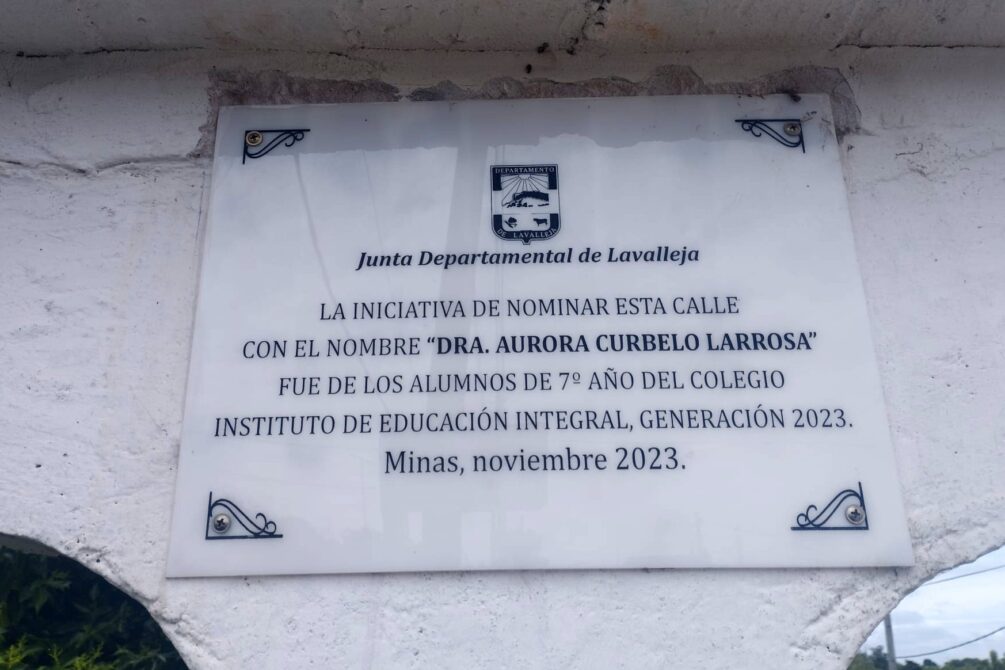 DEPARTAMENTO
DE LAVALLEJA
Junta Departamental de Lavalleja
LA INICIATIVA DE NOMINAR ESTA CALLE
CON EL NOMBRE “DRA. AURORA CURBELO LARROSA”
FUE DE LOS ALUMNOS DE 7º AÑO DEL COLEGIO
INSTITUTO DE EDUCACIÓN INTEGRAL, GENERACIÓN 2023.
Minas, noviembre 2023.